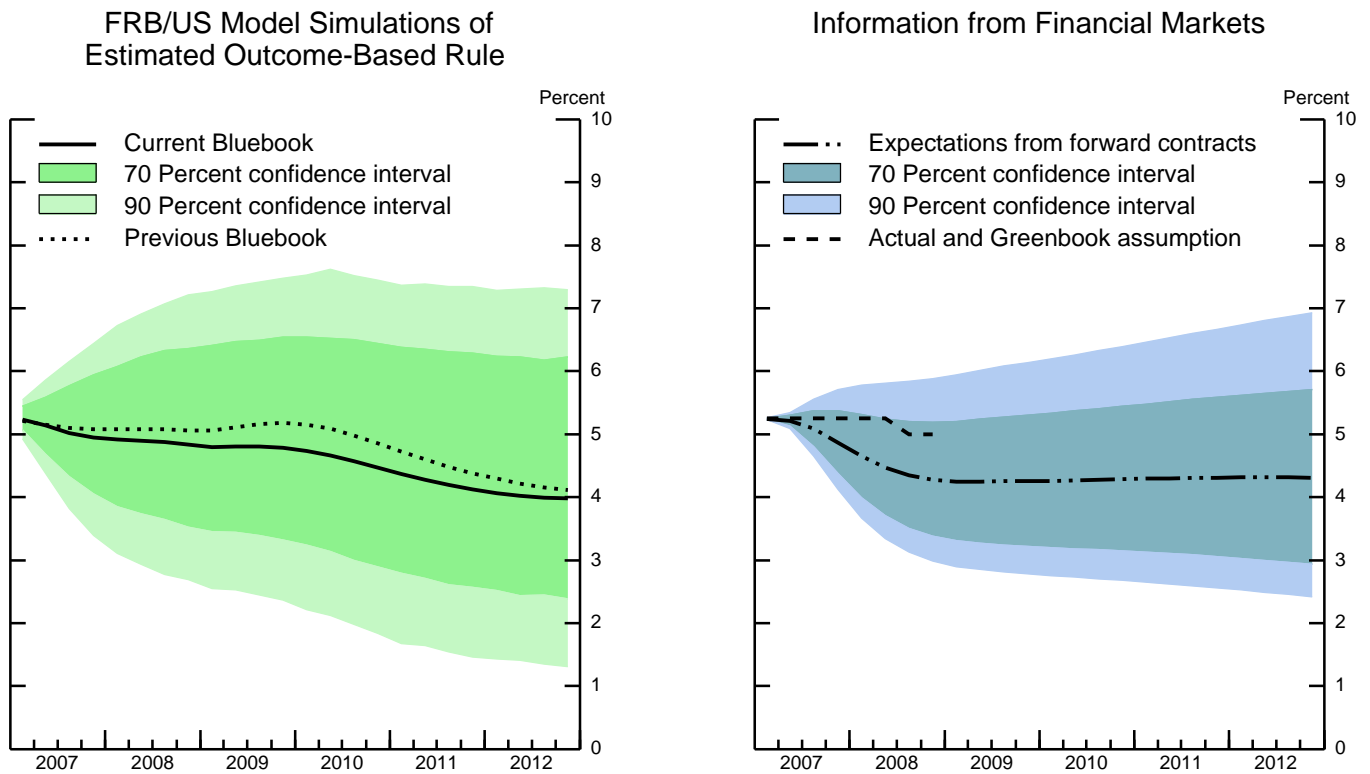 FRB/US Model Simulations of
Estimated Outcome-Based Rule
Percent
Current Bluebook
70 Percent confidence interval
90 Percent confidence interval
Previous Bluebook
10
9
8
7
6
5
4
3
2
1
0
2007 2008 2009 2010 2011 2012
Information from Financial Markets
Percent
Expectations from forward contracts
70 Percent confidence interval
90 Percent confidence interval
Actual and Greenbook assumption
10
9
8
7
6
5
4
3
2
1
0
2007 2008 2009 2010 2011 2012